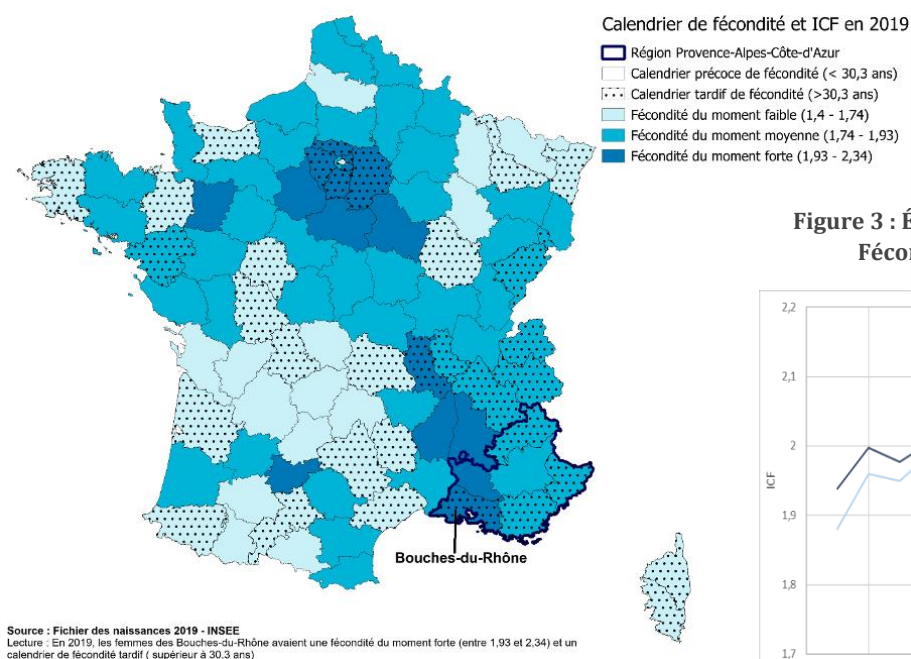 Calendrier de fécondité et ICF en 2019
Région Provence-Alpes-Côte-d'Azur
Calendrier précoce de fécondité (< 30,3 ans)
Calendrier tardif de fécondité (>30,3 ans)
Fécondité du moment faible (1,4 - 1,74)
Fécondité du moment moyenne (1,74 - 1,93)
Fécondité du moment forte (1,93 - 2,34)
Bouches-du-Rhône
Source : Fichier des naissances 2019 - INSEE
Lecture : En 2019, les femmes des Bouches-du-Rhône avaient une fécondité du moment forte (entre 1,93 et 2,34) et un
calendrier de fécondité tardif ( supérieur à 30,3 ans)
Figure 3 : É
Fécon
2,2
2,1
2
1,9
1,8
1,7
ICF